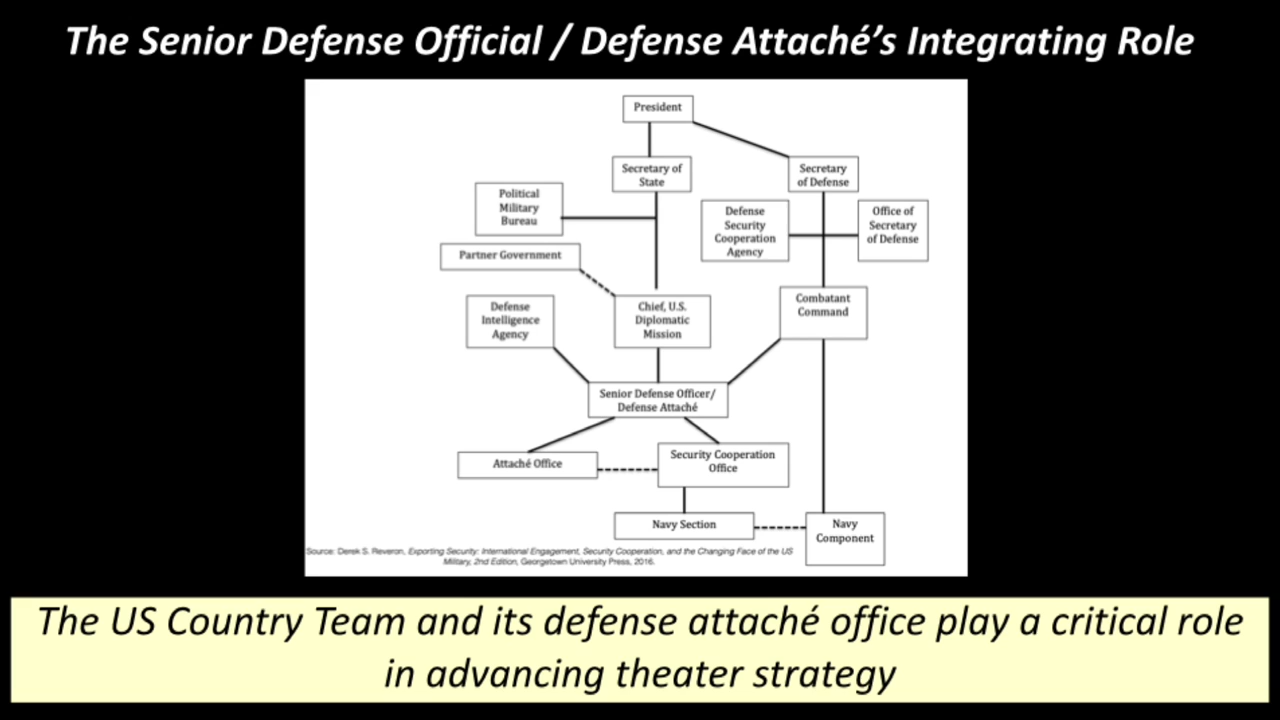 The Senior Defense Official / Defense Attaché's Integrating Role
President
Secretary of
State
Secretary
of Defense
Political
Military
Bureau
Defense
Security
Cooperation
Agency
Office of
Secretary
of Defense
Partner Government
Defense
Intelligence
Agency
Chief, U.S.
Diplomatic
Mission
Combatant
Command
Senior Defense Officer/
Defense Attaché
Attaché Office
Security Cooperation
Office
Navy Section
Navy
Component
Source: Derek S. Reveron, Exporting Security: International Engagement, Security Cooperation, and the Changing Face of the US
Military, 2nd Edition, Georgetown University Press, 2016.
The US Country Team and its defense attaché office play a critical role
in advancing theater strategy